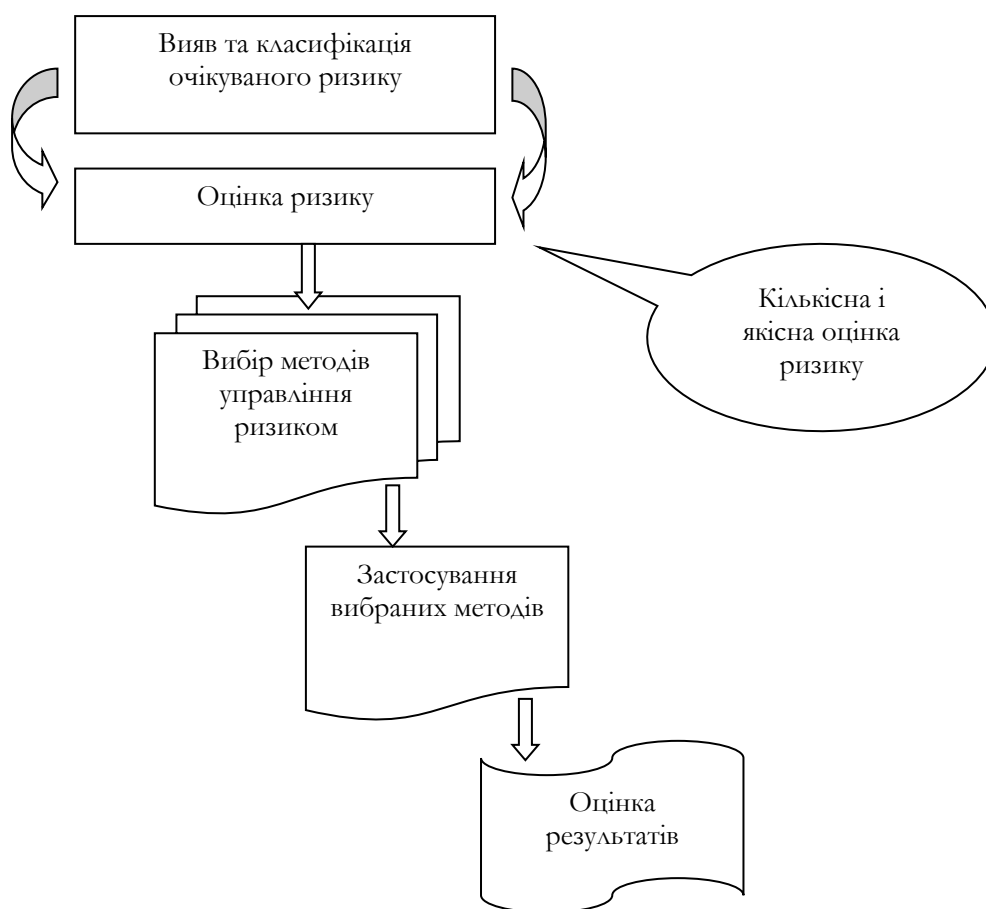 Вияв та класифікація
очікуваного ризику
Оцінка ризику
Кількісна і
якісна оцінка
ризику
Вибір методів
управління
ризиком
Застосування
вибраних методів
Оцінка
результатів